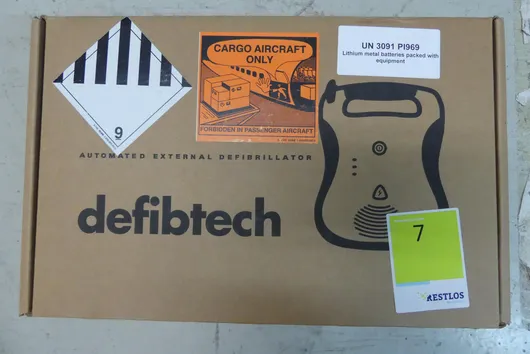 9
CARGO AIRCRAFT
ONLY
FORBIDDEN IN PASSENGER AIRCRAFT
UN 3091 PI969
Lithium metal batteries packed with
equipment
AUTOMATED EXTERNAL DEFIBRILLATOR
defibtech
7
RESTLOS